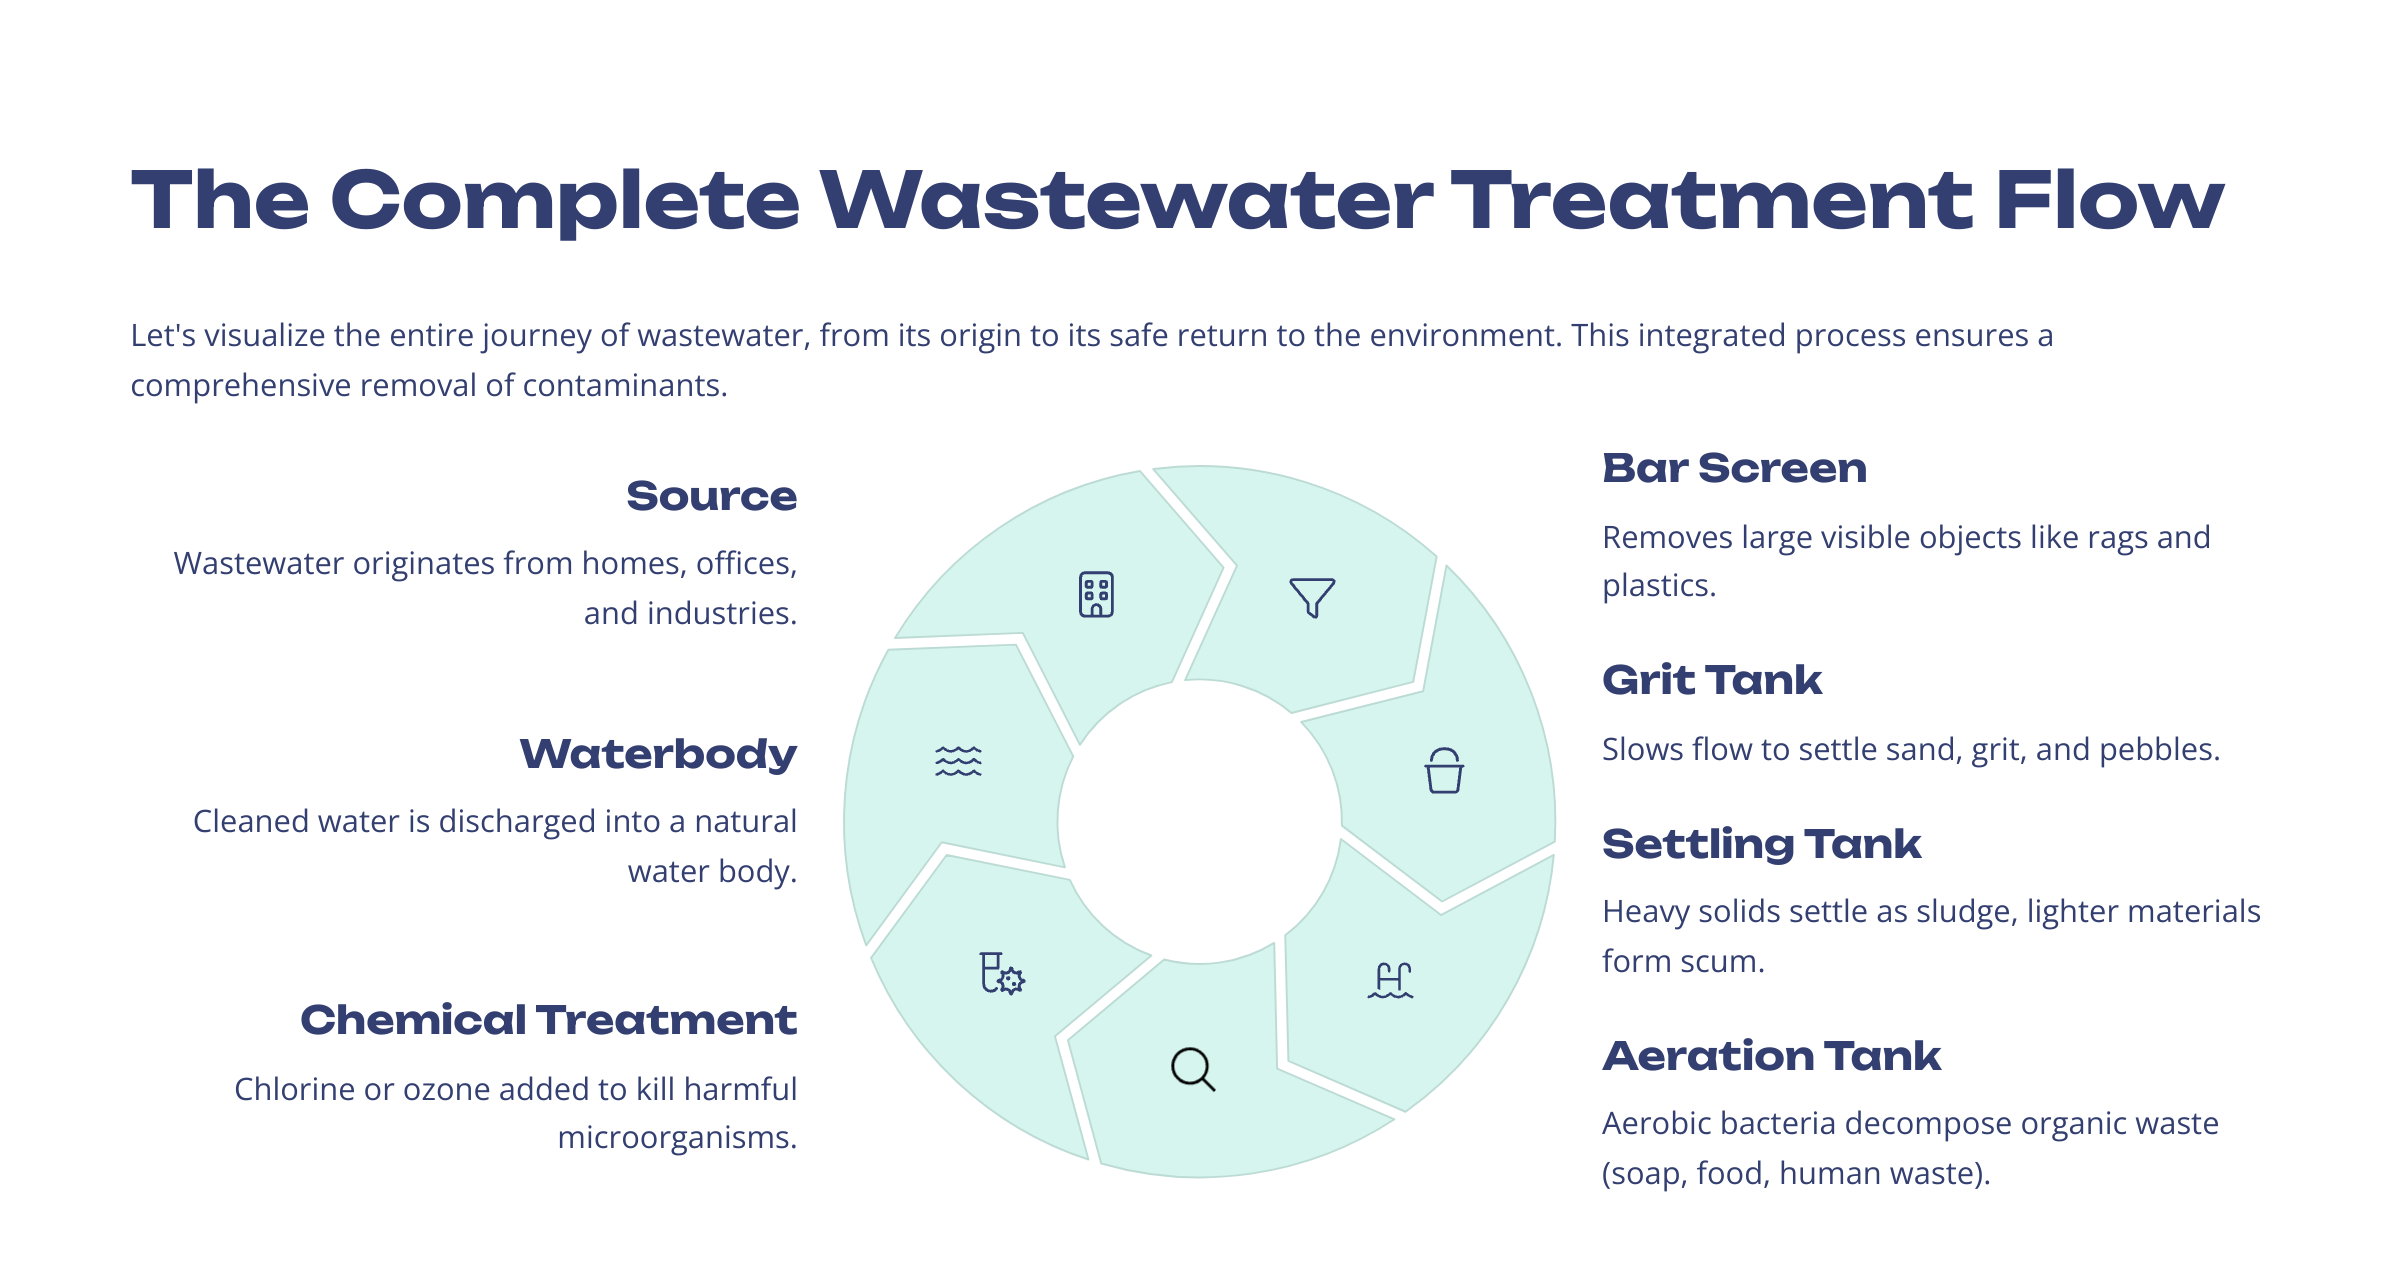 The Complete Wastewater Treatment Flow
Let's visualize the entire journey of wastewater, from its origin to its safe return to the environment. This integrated process ensures a
comprehensive removal of contaminants.
Source
Wastewater originates from homes, offices,
and industries.
Waterbody
Cleaned water is discharged into a natural
water body.
Chemical Treatment
Chlorine or ozone added to kill harmful
microorganisms.
Bar Screen
Removes large visible objects like rags and
plastics.
Grit Tank
Slows flow to settle sand, grit, and pebbles.
Settling Tank
Heavy solids settle as sludge, lighter materials
form scum.
Aeration Tank
Aerobic bacteria decompose organic waste
(soap, food, human waste).